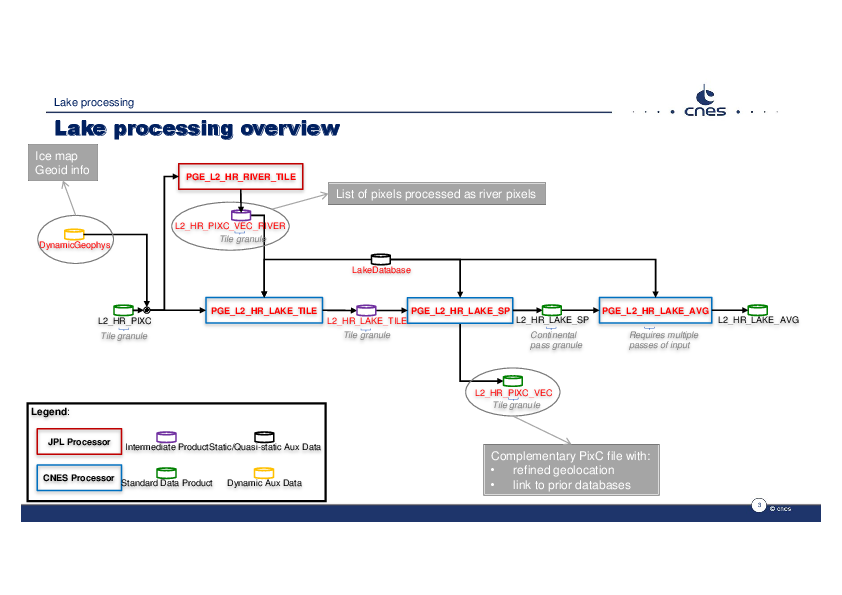 Lake processing
cnes
Lake processing overview
Ice map
Geoid info
PGE_L2_HR_RIVER_TILE
List of pixels processed as river pixels
L2_HR_PIXC_VEC_RIVER
Tile granule
DynamicGeophys
LakeDatabase
PGE_L2_HR_LAKE_TILE
PGE_L2_HR_LAKE_SP
PGE_L2_HR_LAKE_AVG
L2_HR_PIXC
Tile granule
L2_HR_LAKE_TILE
Tile granule
L2_HR_LAKE_SP
Continental
pass granule
Requires multiple
passes of input
L2_HR_LAKE_AVG
L2_HR_PIXC_VEC
Tile granule
Legend:
JPL Processor
Intermediate Product
Static/Quasi-static Aux Data
CNES Processor
Standard Data Product
Dynamic Aux Data
Complementary PixC file with:
• refined geolocation
• link to prior databases
3
© cnes